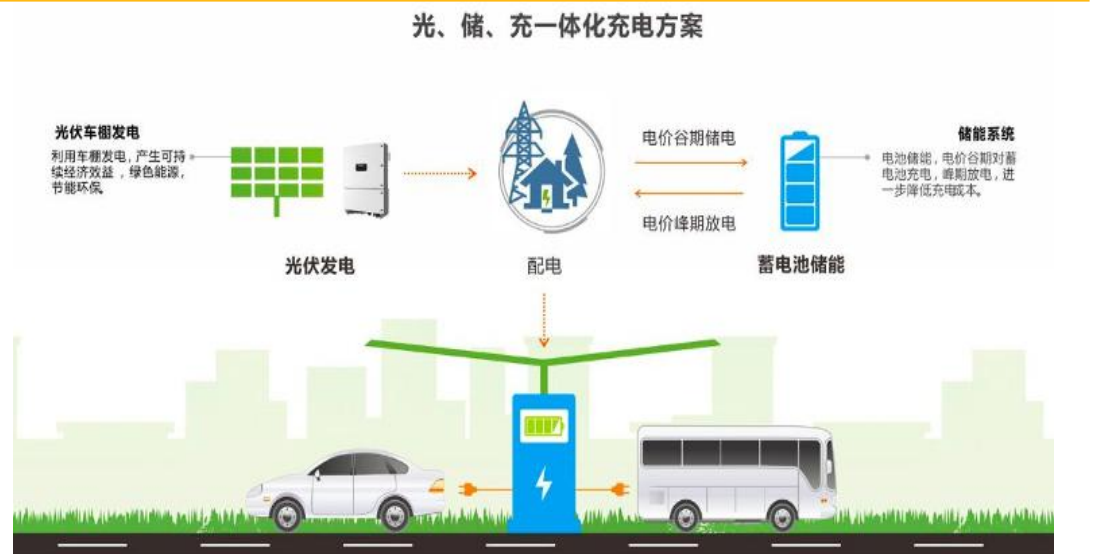 光、储、充一体化充电方案
光伏车棚发电
利用车棚发电，产生可持
续经济效益，绿色能源，
节能环保。
电价谷期储电
电价峰期放电
储能系统
电池储能，电价谷期对蓄
电池充电，峰期放电，进
一步降低充电成本。
光伏发电
配电
蓄电池储能